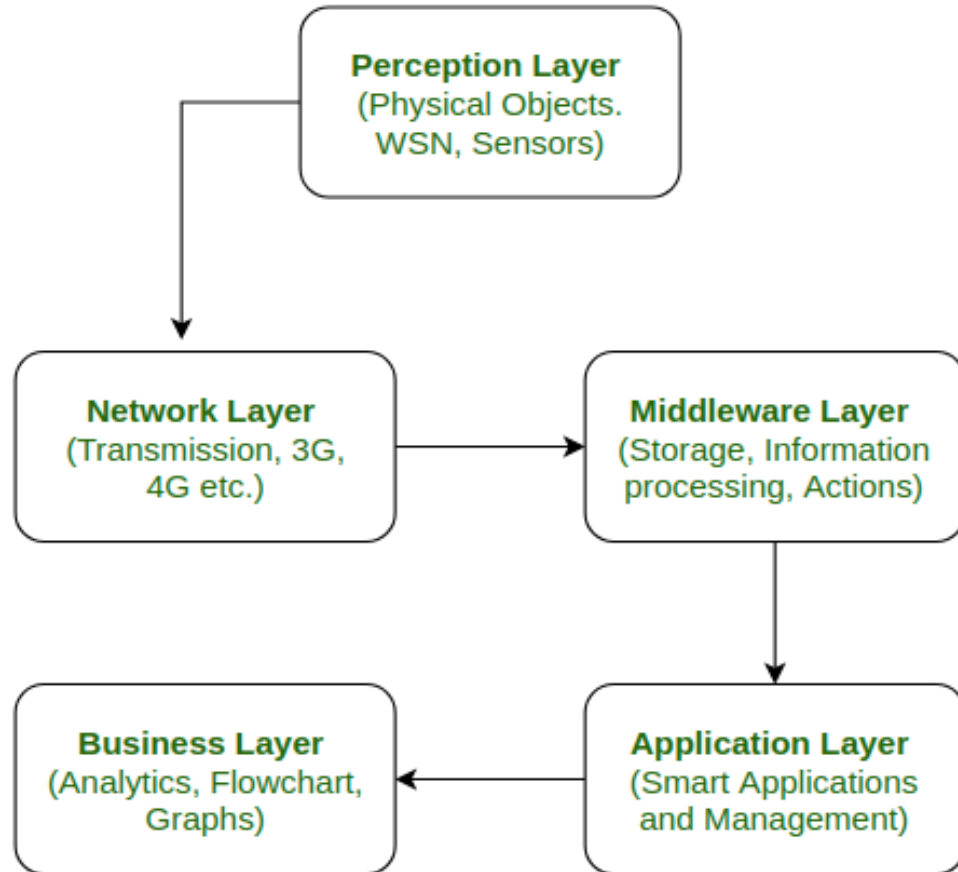 Perception Layer
(Physical Objects.
WSN, Sensors)
Network Layer
(Transmission, 3G,
4G etc.)
Middleware Layer
(Storage, Information
processing, Actions)
Application Layer
(Smart Applications
and Management)
Business Layer
(Analytics, Flowchart,
Graphs)